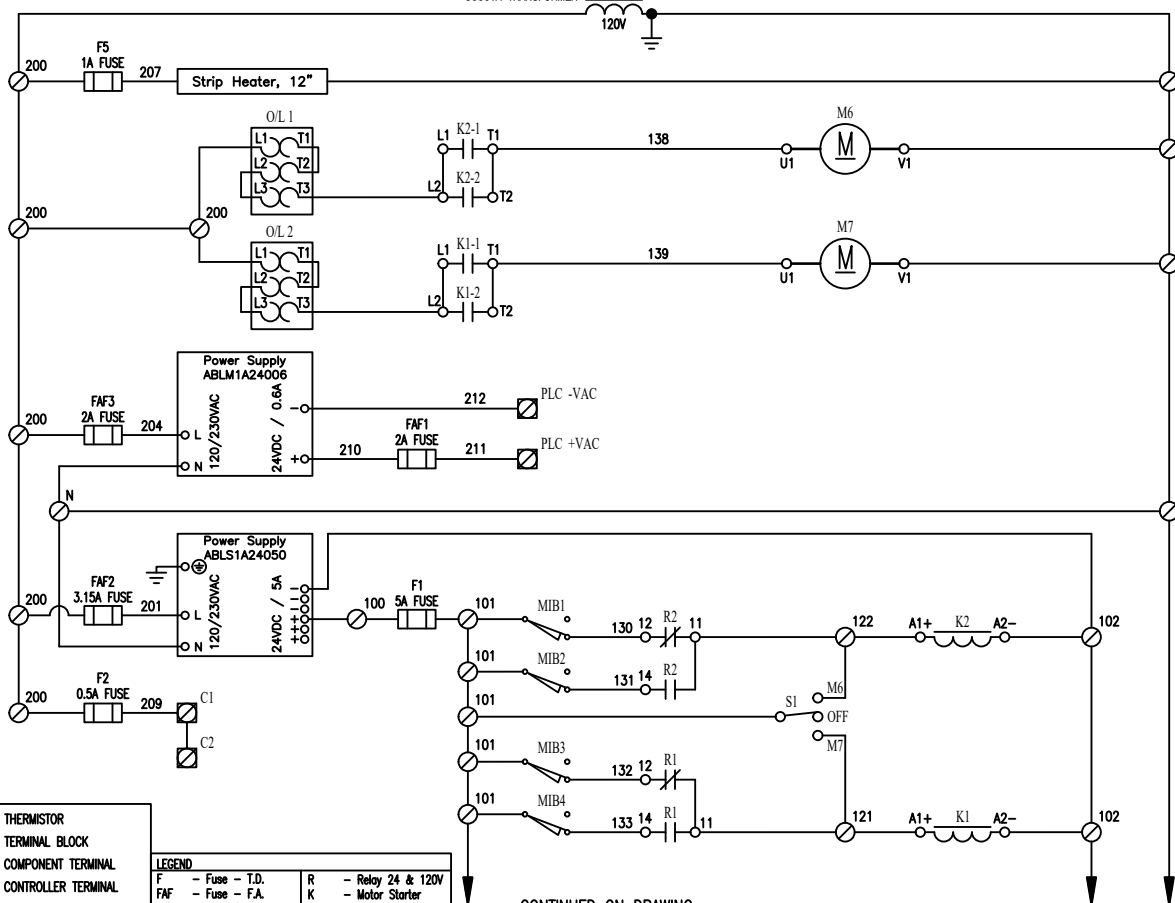 120V
F5
1A FUSE
200
207
Strip Heater, 12"
O/L 1
L1 T1
L2 T2
L3 T3
L1 K2-1 T1
K2-2
L2 T2
138
M6
M
U1 V1
200
200
O/L 2
L1 T1
L2 T2
L3 T3
L1 K1-1 T1
K1-2
L2 T2
139
M7
M
U1 V1
Power Supply
ABLM1A24006
FAF3
2A FUSE
200
204
L
N
120/230VAC
24VDC / 0.6A
-
+
212
PLC -VAC
FAF1
2A FUSE
210
211
PLC +VAC
N
Power Supply
ABLS1A24050
FAF2
3.15A FUSE
200
201
L
N
120/230VAC
24VDC / 5A
-
-
-
+
+
+
100
F1
5A FUSE
101
MIB1
130 12 R2 11
122
A1+ K2 A2-
102
101
MIB2
131 14 R2
101
S1
M6
OFF
M7
F2
0.5A FUSE
200
209
C1
C2
101
MIB3
132 12 R1
101
MIB4
133 14 R1 11
121
A1+ K1 A2-
102
THERMISTOR
TERMINAL BLOCK
COMPONENT TERMINAL
CONTROLLER TERMINAL
LEGEND
F - Fuse - T.D.
FAF - Fuse - F.A.
R - Relay 24 & 120V
K - Motor Starter